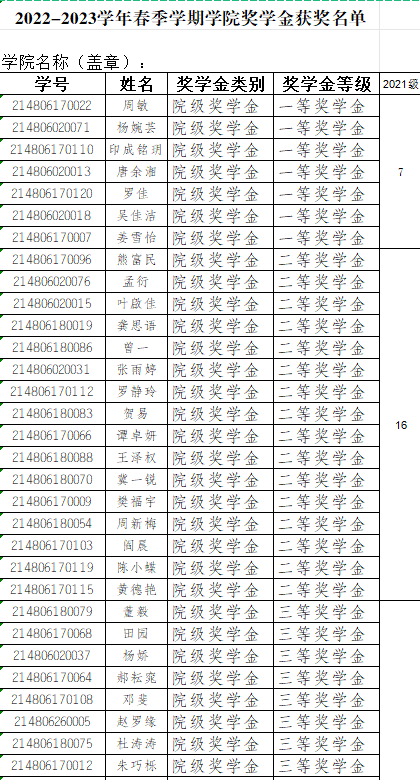 2022-2023学年春季学期学院奖学金获奖名单
学院名称（盖章）：
学号 姓名 奖学金类别 奖学金等级 2021级
214806170022 周敏 院级奖学金 一等奖学金
214806020071 杨婉芸 院级奖学金 一等奖学金
214806170110 印成铭玥 院级奖学金 一等奖学金
214806020013 唐余湘 院级奖学金 一等奖学金 7
214806170120 罗佳 院级奖学金 一等奖学金
214806020018 吴佳洁 院级奖学金 一等奖学金
214806170007 姜雪怡 院级奖学金 一等奖学金
214806170096 熊富民 院级奖学金 二等奖学金
214806020076 孟衍 院级奖学金 二等奖学金
214806020015 叶啟佳 院级奖学金 二等奖学金
214806180019 龚思语 院级奖学金 二等奖学金
214806180086 曾一 院级奖学金 二等奖学金
214806020031 张雨婷 院级奖学金 二等奖学金
214806170112 罗静玲 院级奖学金 二等奖学金
214806180083 贺易 院级奖学金 二等奖学金
214806170066 谭卓妍 院级奖学金 二等奖学金 16
214806180088 王泽权 院级奖学金 二等奖学金
214806180070 龚一锐 院级奖学金 二等奖学金
214806170009 樊福宇 院级奖学金 二等奖学金
214806180054 周新梅 院级奖学金 二等奖学金
214806170103 阎晨 院级奖学金 二等奖学金
214806170119 陈小蝶 院级奖学金 二等奖学金
214806170115 黄德艳 院级奖学金 二等奖学金
214806180079 董毅 院级奖学金 三等奖学金
214806170068 田园 院级奖学金 三等奖学金
214806020037 杨娇 院级奖学金 三等奖学金
214806170064 院级奖学金 三等奖学金
214806170108 邓斐 院级奖学金 三等奖学金
214806260005 赵罗缘 院级奖学金 三等奖学金
214806180075 杜涛涛 院级奖学金 三等奖学金
214806170012 朱巧栎 院级奖学金 三等奖学金